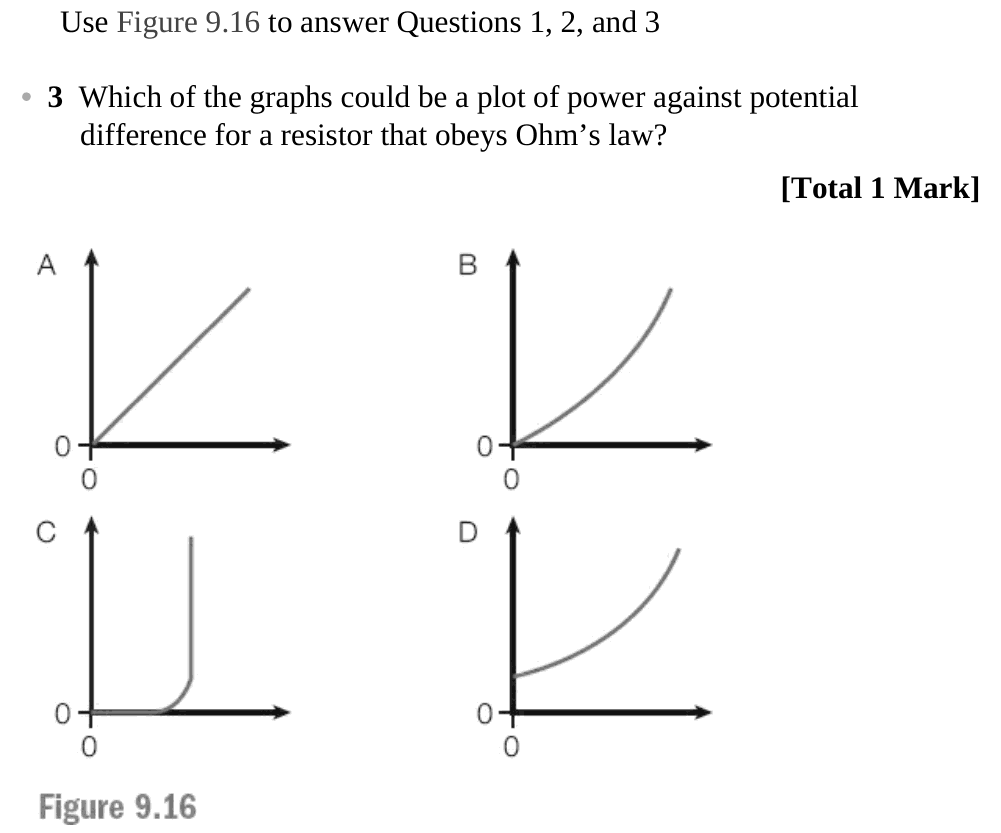 Use Figure 9.16 to answer Questions 1, 2, and 3
• 3 Which of the graphs could be a plot of power against potential
difference for a resistor that obeys Ohm’s law?
[Total 1 Mark]
A
B
0
0
0
0
C
D
0
0
0
0
Figure 9.16